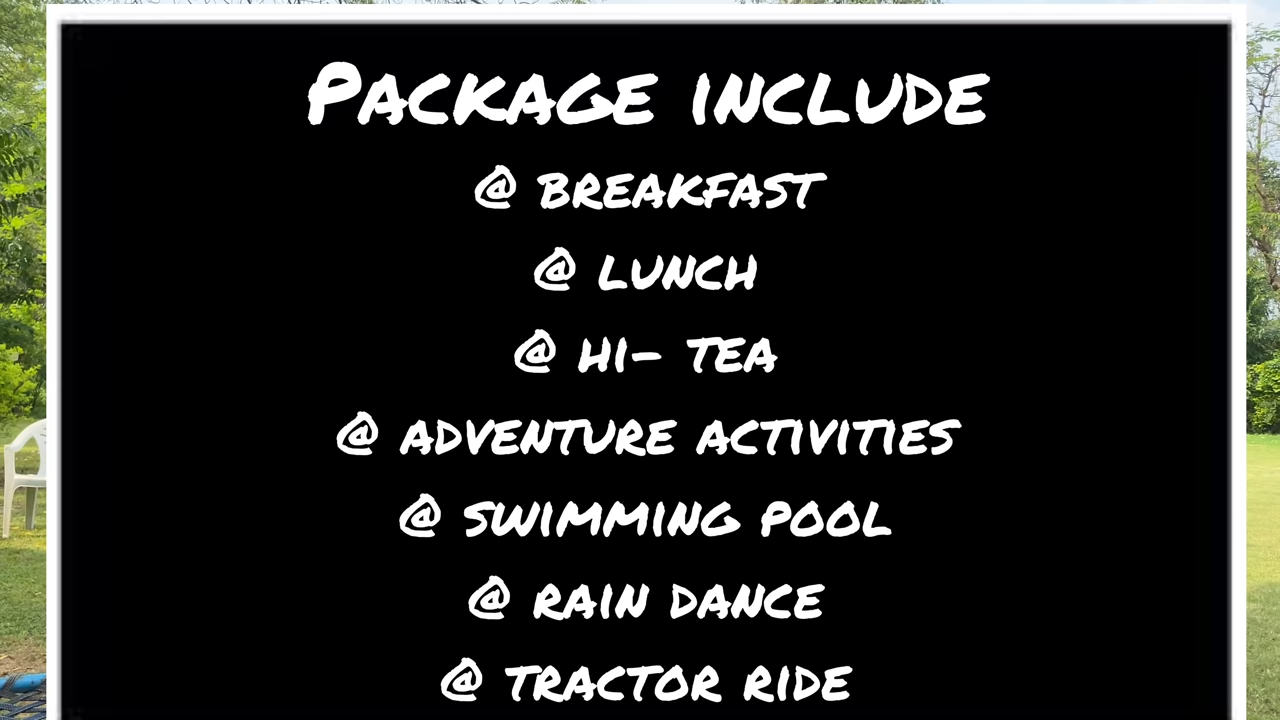 PACKAGE INCLUDE
@ BREAKFAST
@ LUNCH
@ HI- TEA
@ ADVENTURE ACTIVITIES
@ SWIMMING POOL
@ RAIN DANCE
@ TRACTOR RIDE